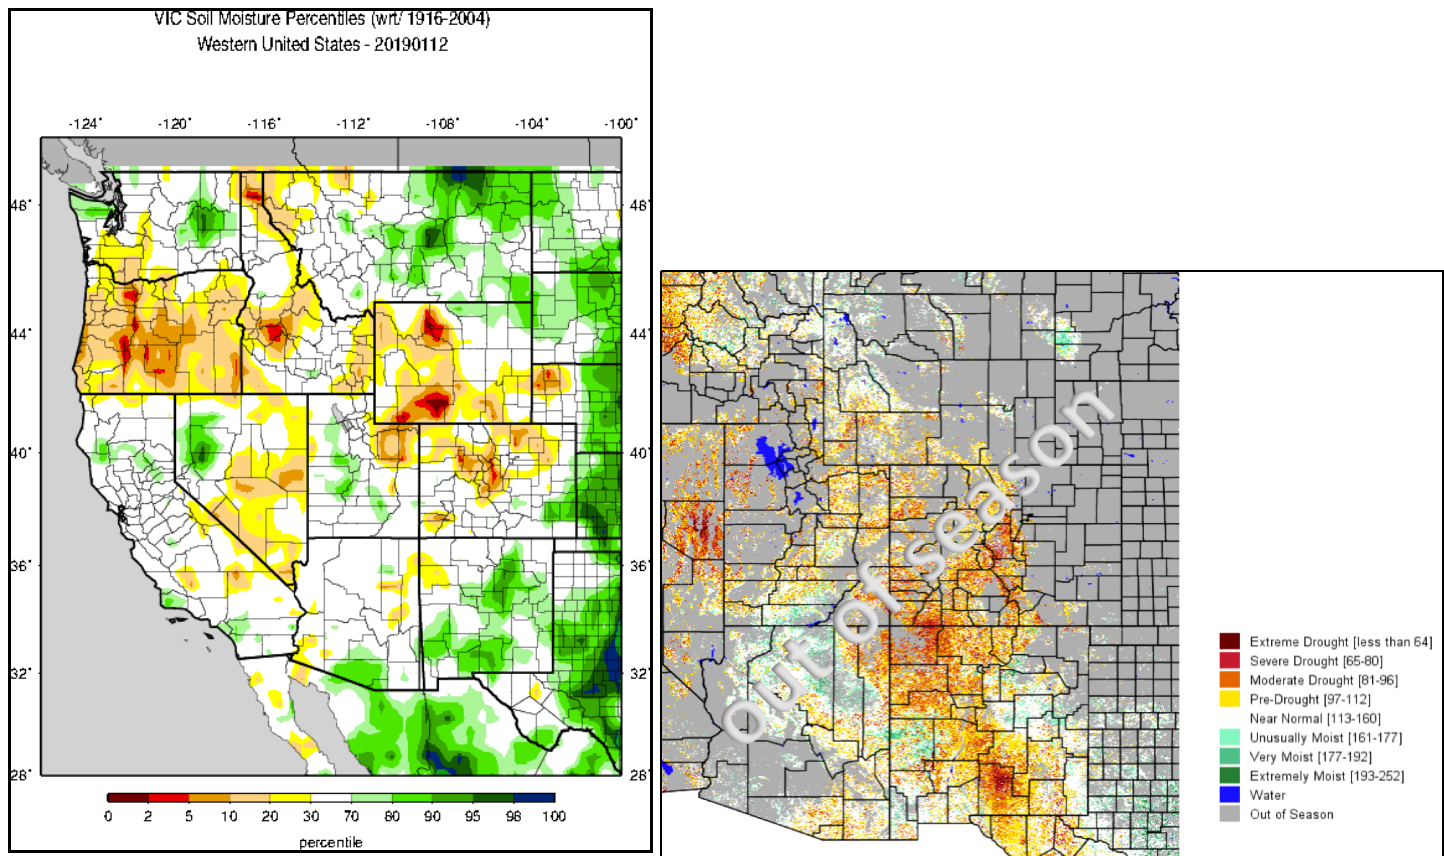 VIC Soil Moisture Percentiles (wrt/ 1916-2004)
Western United States - 20190112
-124° -120° -116° -112° -108° -104° -100°
48° 48°
44° 44°
40° 40°
36° 36°
32° 32°
28° 28°
0 2 5 10 20 30 70 80 90 95 98 100
percentile
out of season
Extreme Drought [less than 64]
Severe Drought [65-80]
Moderate Drought [81-96]
Pre-Drought [97-112]
Near Normal [113-160]
Unusually Moist [161-177]
Very Moist [177-192]
Extremely Moist [193-252]
Water
Out of Season